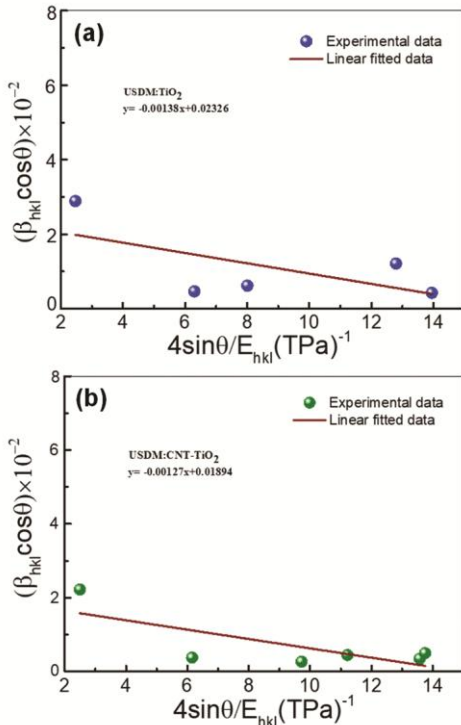 (a)
Experimental data
Linear fitted data
USDM:TiO₂
y= -0.00138x+0.02326
(βhklcosθ)×10⁻²
8
6
4
2
0
2 4 6 8 10 12 14
4sinθ/Ehkl(TPa)⁻¹
(b)
Experimental data
Linear fitted data
USDM:CNT-TiO₂
y= -0.00127x+0.01894
(βhklcosθ)×10⁻²
8
6
4
2
0
2 4 6 8 10 12 14
4sinθ/Ehkl(TPa)⁻¹